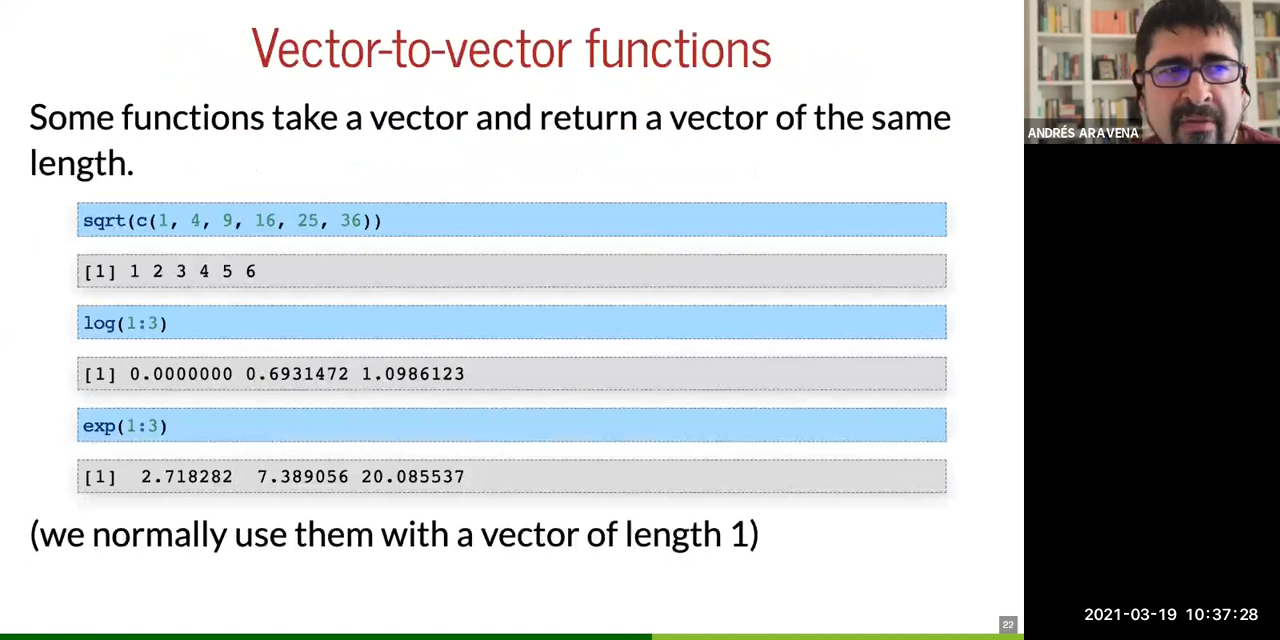 Vector-to-vector functions
Some functions take a vector and return a vector of the same
length.
sqrt(c(1, 4, 9, 16, 25, 36))
[1] 1 2 3 4 5 6
log(1:3)
[1] 0.0000000 0.6931472 1.0986123
exp(1:3)
[1]  2.718282  7.389056 20.085537
(we normally use them with a vector of length 1)
22
ANDRÉS ARAVENA
2021-03-19 10:37:28